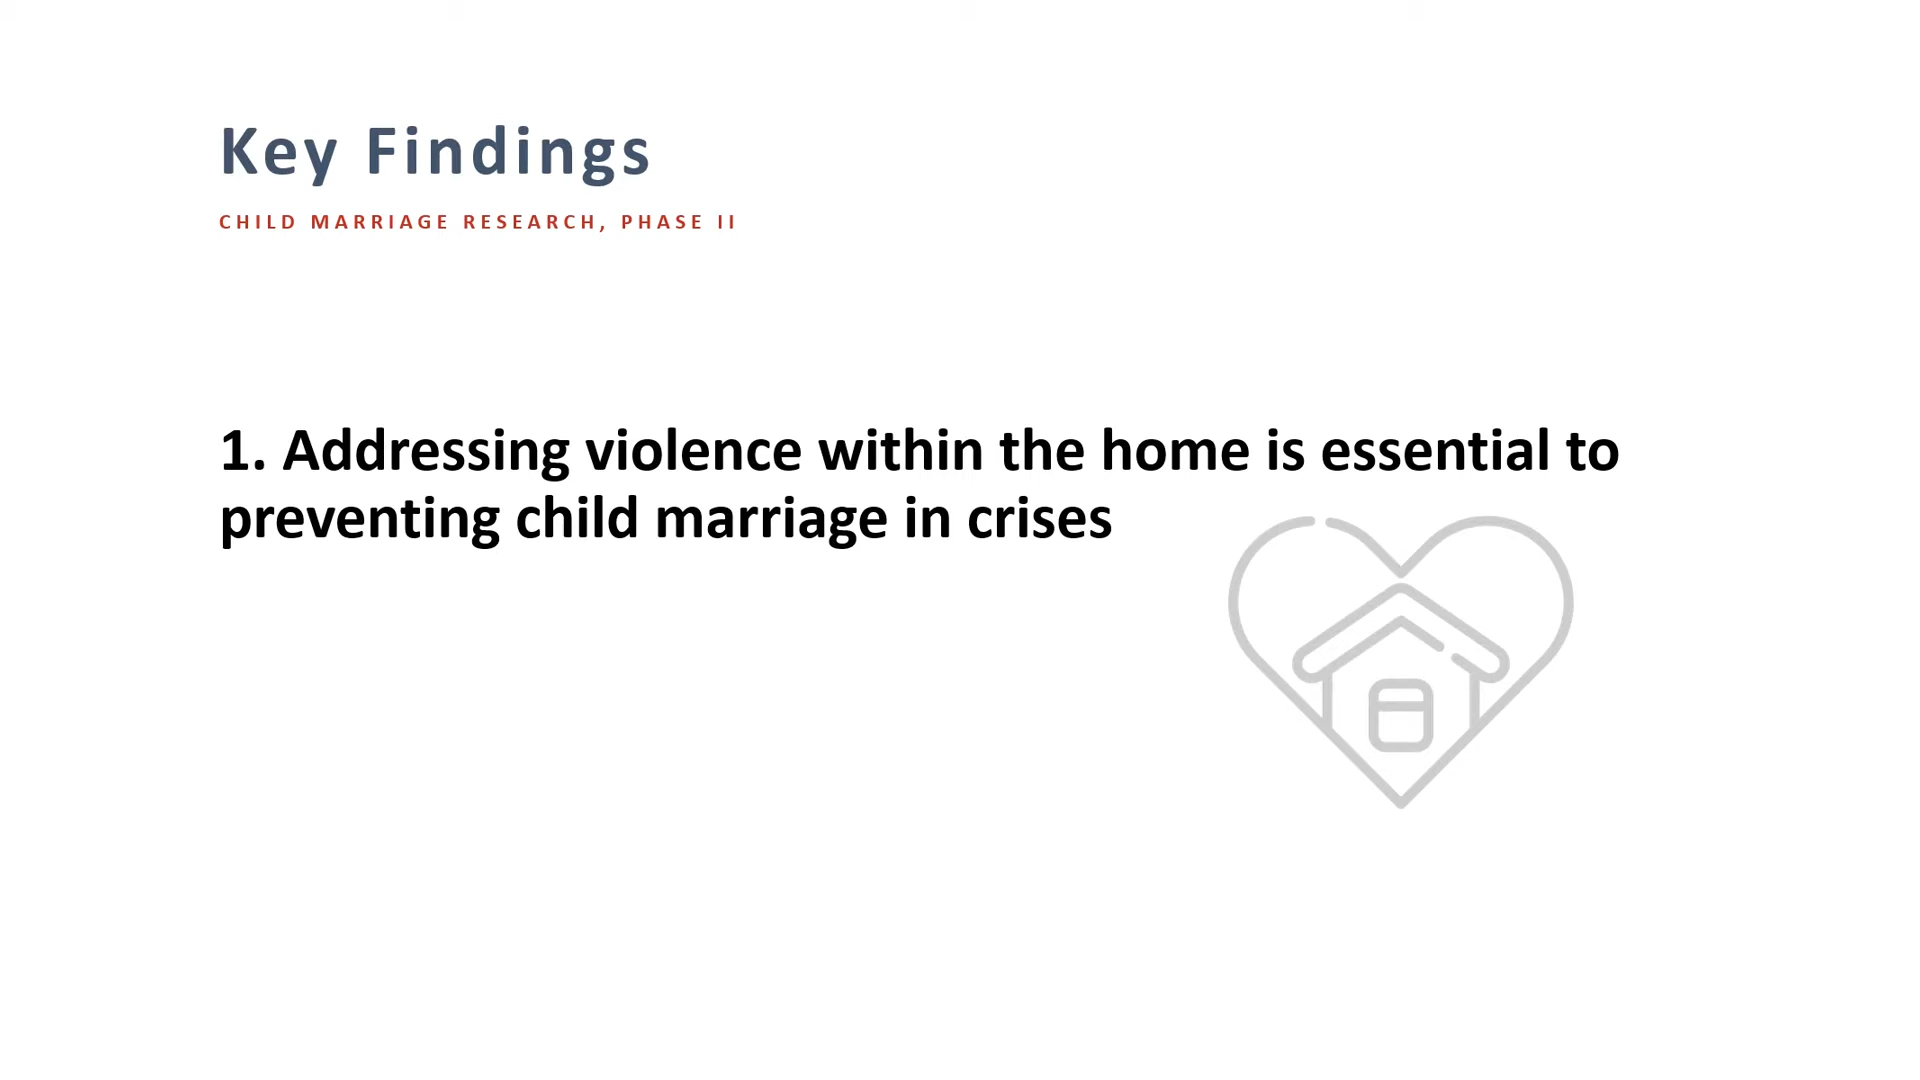 Key Findings
CHILD MARRIAGE RESEARCH, PHASE II
1. Addressing violence within the home is essential to
preventing child marriage in crises